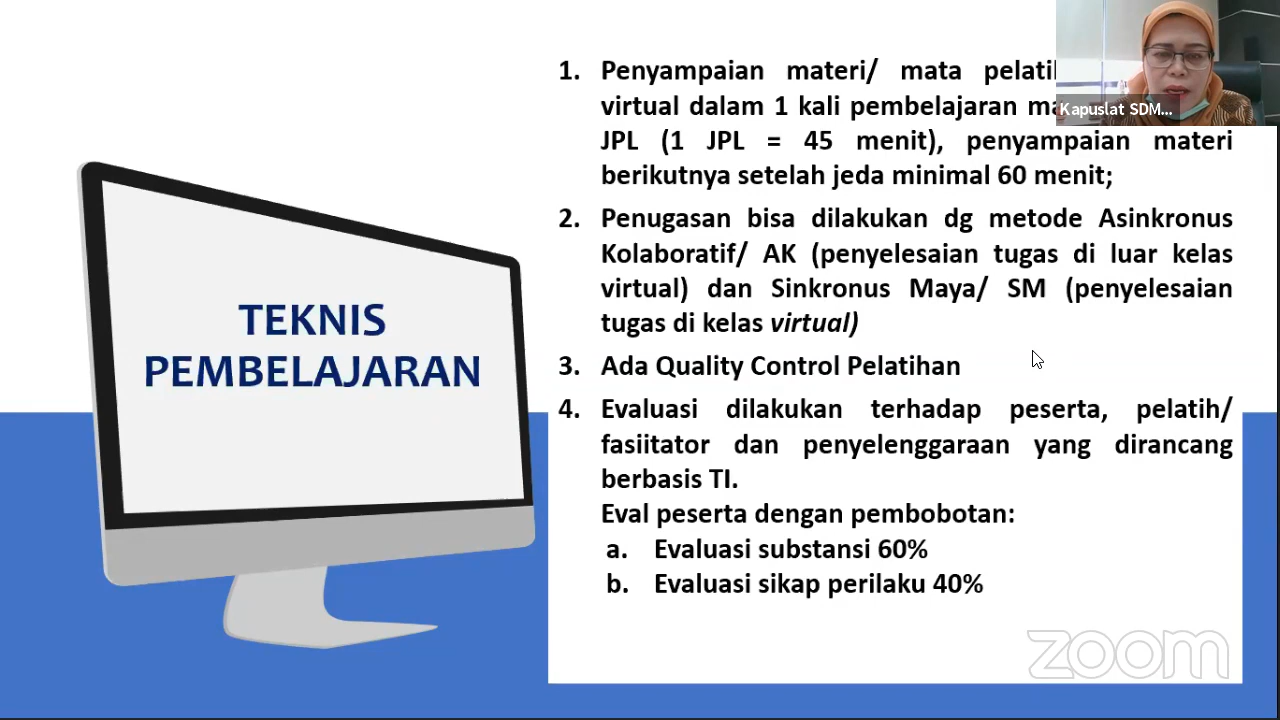 TEKNIS
PEMBELAJARAN
1. Penyampaian materi/ mata
virtual dalam 1 kali pembelajaran
JPL (1 JPL = 45 menit), penyampaian materi
berikutnya setelah jeda minimal 60 menit;
2. Penugasan bisa dilakukan dg metode Asinkronus
Kolaboratif/ AK (penyelesaian tugas di luar kelas
virtual) dan Sinkronus Maya/ SM (penyelesaian
tugas di kelas virtual)
3. Ada Quality Control Pelatihan
4. Evaluasi dilakukan terhadap peserta, pelatih/
fasiitator dan penyelenggaraan yang dirancang
berbasis TI.
Eval peserta dengan pembobotan:
a. Evaluasi substansi 60%
b. Evaluasi sikap perilaku 40%
Kapuslat SDM...
zoom